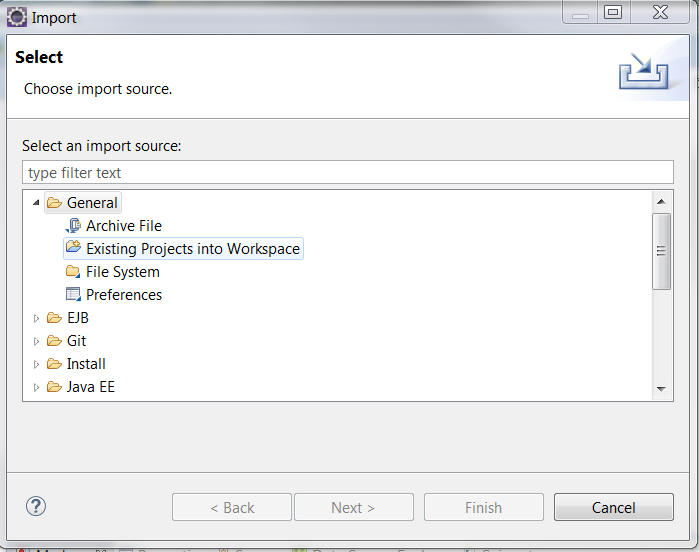 Import
Select
Choose import source.
Select an import source:
type filter text
General
Archive File
Existing Projects into Workspace
File System
Preferences
EJB
Git
Install
Java EE
?
< Back Next > Finish Cancel